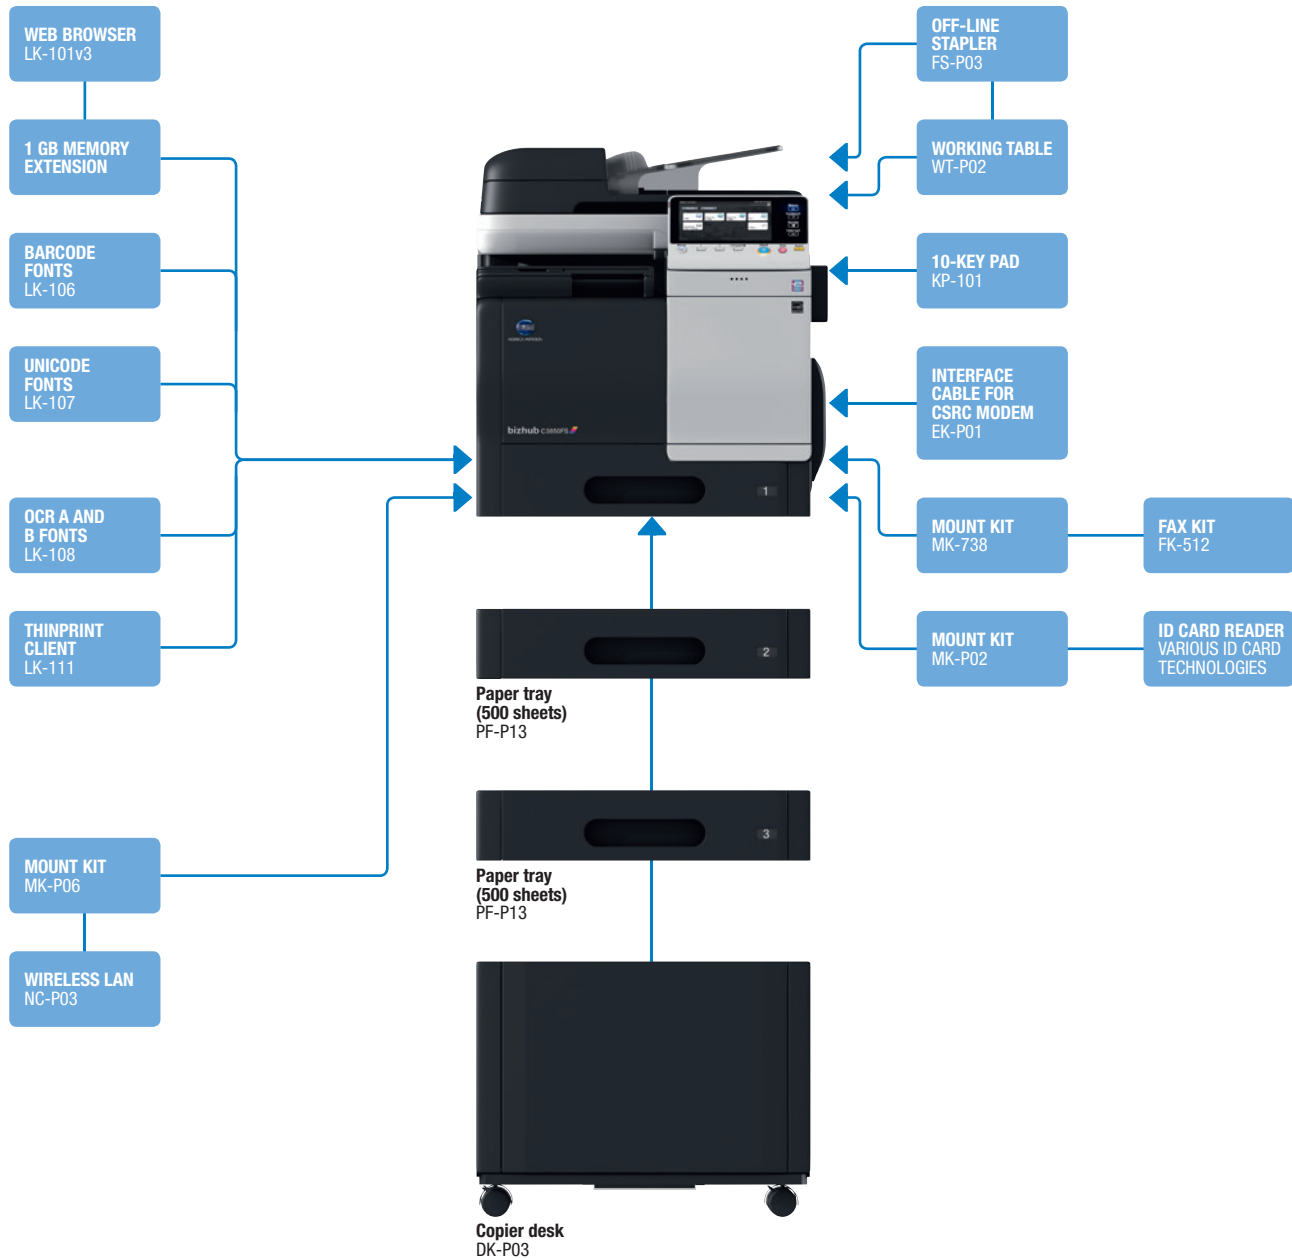 WEB BROWSER
LK-101v3
1 GB MEMORY
EXTENSION
BARCODE
FONTS
LK-106
UNICODE
FONTS
LK-107
OCR A AND
B FONTS
LK-108
THINPRINT
CLIENT
LK-111
MOUNT KIT
MK-P06
WIRELESS LAN
NC-P03
KONICA MINOLTA
bizhub C3850FS
1
2
Paper tray
(500 sheets)
PF-P13
3
Paper tray
(500 sheets)
PF-P13
Copier desk
DK-P03
OFF-LINE
STAPLER
FS-P03
WORKING TABLE
WT-P02
10-KEY PAD
KP-101
INTERFACE
CABLE FOR
CSRC MODEM
EK-P01
MOUNT KIT
MK-738
FAX KIT
FK-512
MOUNT KIT
MK-P02
ID CARD READER
VARIOUS ID CARD
TECHNOLOGIES